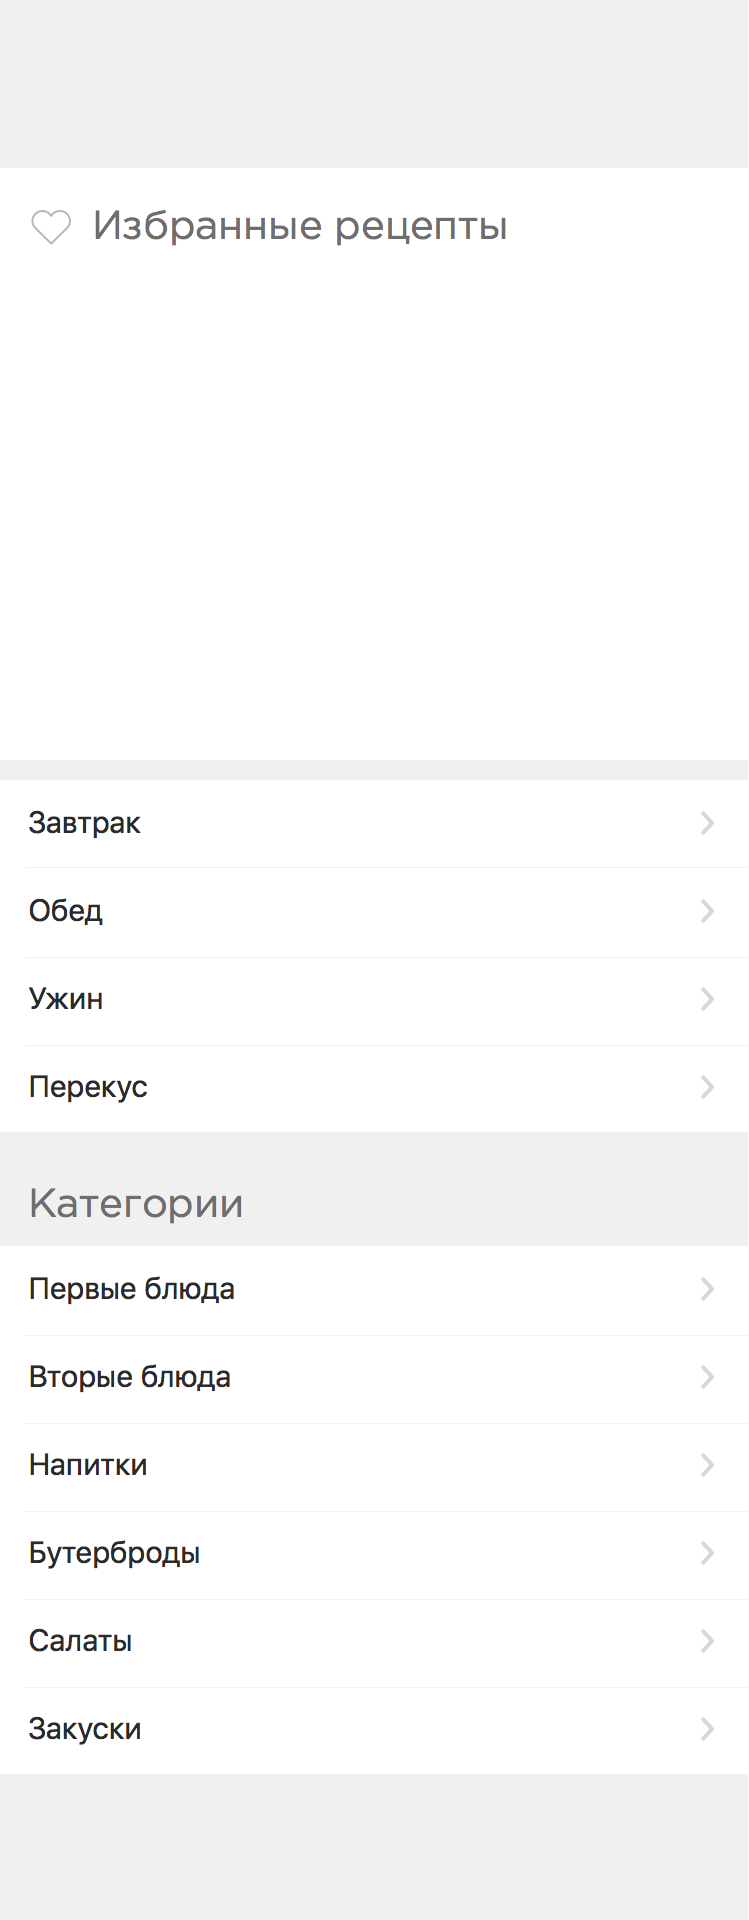 Избранные рецепты
Завтрак
Обед
Ужин
Перекус
Категории
Первые блюда
Вторые блюда
Напитки
Бутерброды
Салаты
Закуски